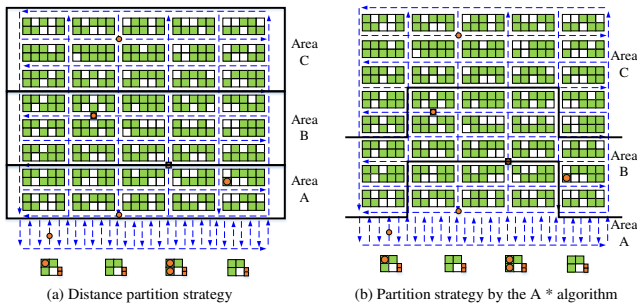 Area
C
Area
B
Area
A
(a) Distance partition strategy
Area
C
Area
B
Area
A
(b) Partition strategy by the A * algorithm